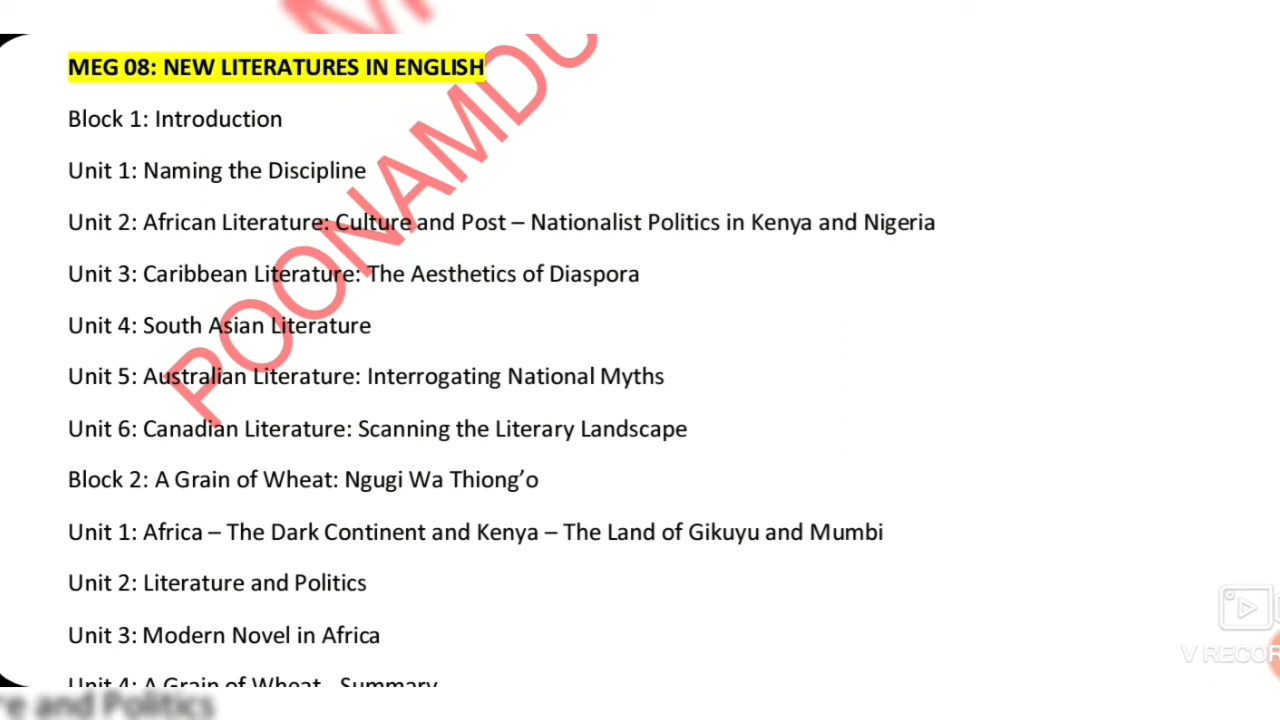 MEG 08: NEW LITERATURES IN ENGLISH
Block 1: Introduction
Unit 1: Naming the Discipline
Unit 2: African Literature: Culture and Post – Nationalist Politics in Kenya and Nigeria
Unit 3: Caribbean Literature: The Aesthetics of Diaspora
Unit 4: South Asian Literature
Unit 5: Australian Literature: Interrogating National Myths
Unit 6: Canadian Literature: Scanning the Literary Landscape
Block 2: A Grain of Wheat: Ngugi Wa Thiong’o
Unit 1: Africa – The Dark Continent and Kenya – The Land of Gikuyu and Mumbi
Unit 2: Literature and Politics
Unit 3: Modern Novel in Africa
Unit 4: A Grain of Wheat - Summary
POONAMDU
V RECOR
re and Politics